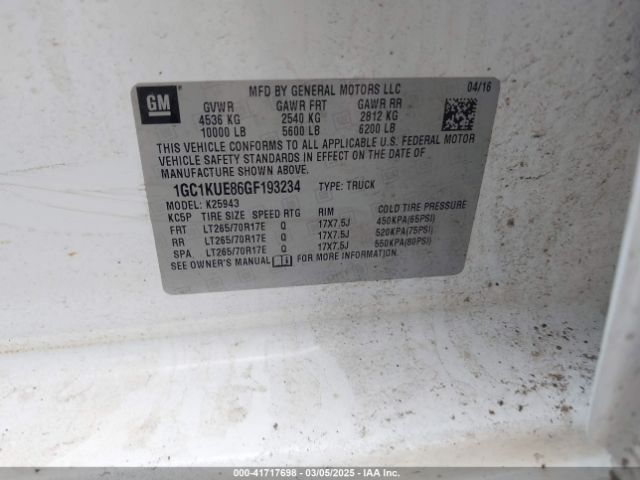 GM
MFD BY GENERAL MOTORS LLC 04/16
GVWR GAWR FRT GAWR RR
4536 KG 2540 KG 2812 KG
10000 LB 5600 LB 6200 LB
THIS VEHICLE CONFORMS TO ALL APPLICABLE U.S. FEDERAL MOTOR
VEHICLE SAFETY STANDARDS IN EFFECT ON THE DATE OF
MANUFACTURE SHOWN ABOVE.
1GC1KUE86GF193234 TYPE: TRUCK
MODEL: K25943
KC5P TIRE SIZE SPEED RTG RIM COLD TIRE PRESSURE
FRT LT265/70R17E Q 17X7.5J 450KPA(65PSI)
RR LT265/70R17E Q 17X7.5J 520KPA(75PSI)
SPA LT265/70R17E Q 17X7.5J 550KPA(80PSI)
SEE OWNER'S MANUAL FOR MORE INFORMATION.
000-41717698 - 03/05/2025 - IAA Inc.